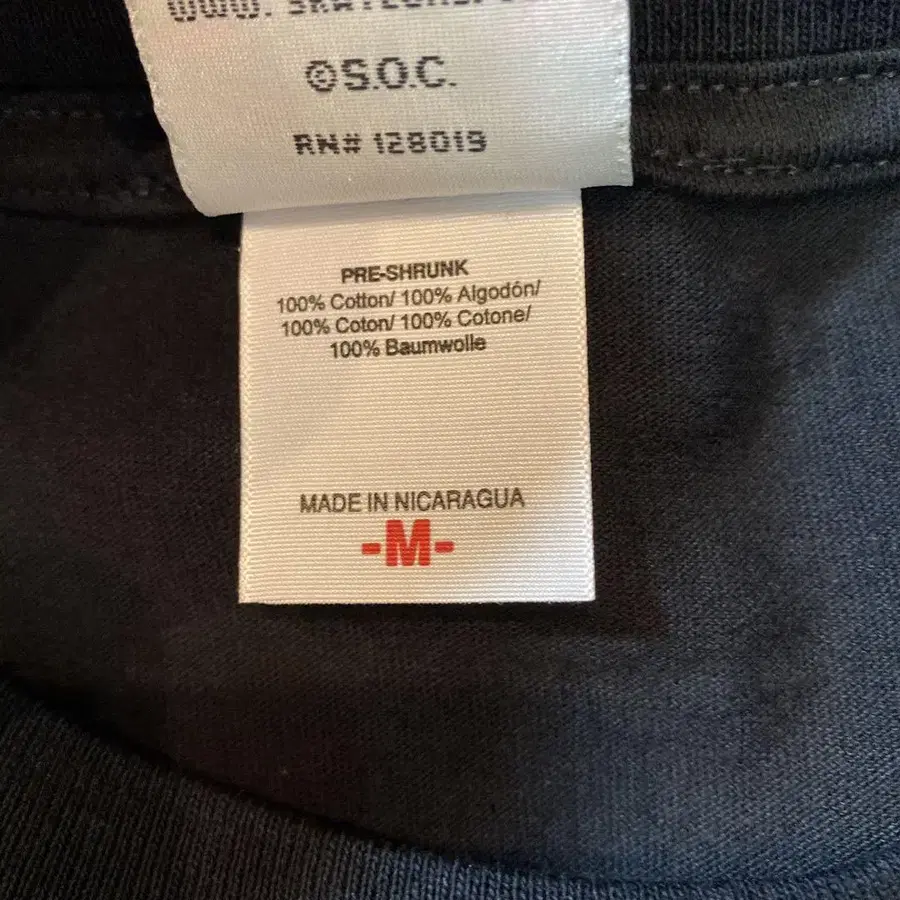 ©S.O.C.
RN# 128019
PRE-SHRUNK
100% Cotton/ 100% Algodón/
100% Coton/ 100% Cotone/
100% Baumwolle
MADE IN NICARAGUA
-M-